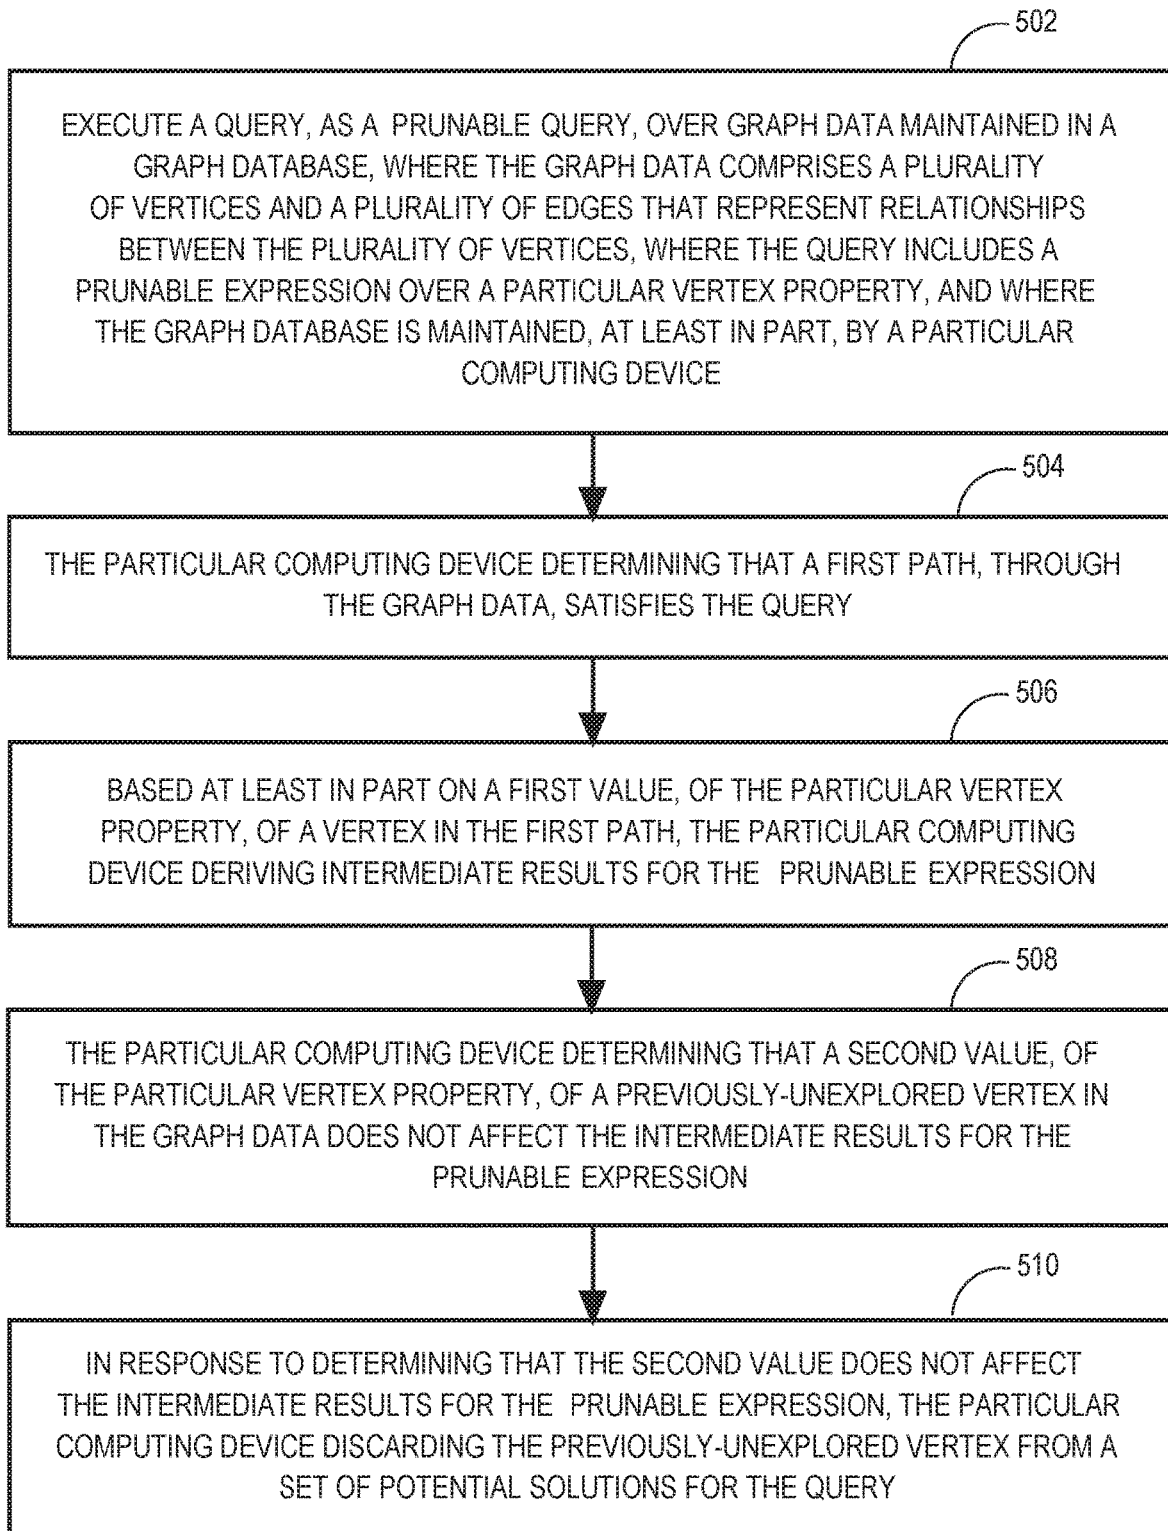 502
EXECUTE A QUERY, AS A PRUNABLE QUERY, OVER GRAPH DATA MAINTAINED IN A
GRAPH DATABASE, WHERE THE GRAPH DATA COMPRISES A PLURALITY
OF VERTICES AND A PLURALITY OF EDGES THAT REPRESENT RELATIONSHIPS
BETWEEN THE PLURALITY OF VERTICES, WHERE THE QUERY INCLUDES A
PRUNABLE EXPRESSION OVER A PARTICULAR VERTEX PROPERTY, AND WHERE
THE GRAPH DATABASE IS MAINTAINED, AT LEAST IN PART, BY A PARTICULAR
COMPUTING DEVICE
504
THE PARTICULAR COMPUTING DEVICE DETERMINING THAT A FIRST PATH, THROUGH
THE GRAPH DATA, SATISFIES THE QUERY
506
BASED AT LEAST IN PART ON A FIRST VALUE, OF THE PARTICULAR VERTEX
PROPERTY, OF A VERTEX IN THE FIRST PATH, THE PARTICULAR COMPUTING
DEVICE DERIVING INTERMEDIATE RESULTS FOR THE PRUNABLE EXPRESSION
508
THE PARTICULAR COMPUTING DEVICE DETERMINING THAT A SECOND VALUE, OF
THE PARTICULAR VERTEX PROPERTY, OF A PREVIOUSLY-UNEXPLORED VERTEX IN
THE GRAPH DATA DOES NOT AFFECT THE INTERMEDIATE RESULTS FOR THE
PRUNABLE EXPRESSION
510
IN RESPONSE TO DETERMINING THAT THE SECOND VALUE DOES NOT AFFECT
THE INTERMEDIATE RESULTS FOR THE PRUNABLE EXPRESSION, THE PARTICULAR
COMPUTING DEVICE DISCARDING THE PREVIOUSLY-UNEXPLORED VERTEX FROM A
SET OF POTENTIAL SOLUTIONS FOR THE QUERY